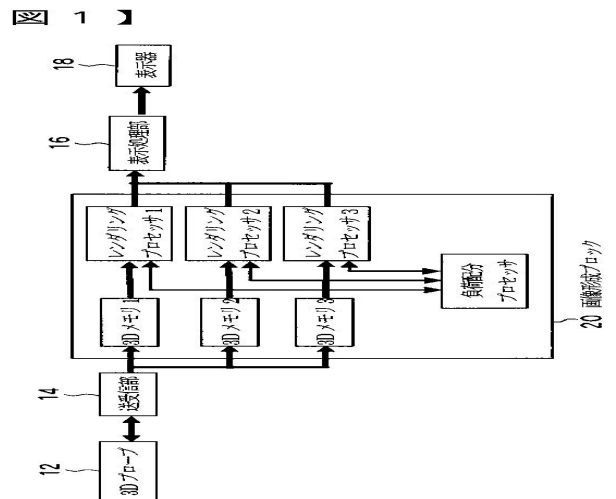 図 1 】
18
表示器
16
表示処理部
レンダリング
プロセッサ1
レンダリング
プロセッサ2
レンダリング
プロセッサ3
3Dメモリ1
3Dメモリ2
3Dメモリ3
負荷配分
プロセッサ
20 画像形成ブロック
14
送受信部
12
3Dプローブ